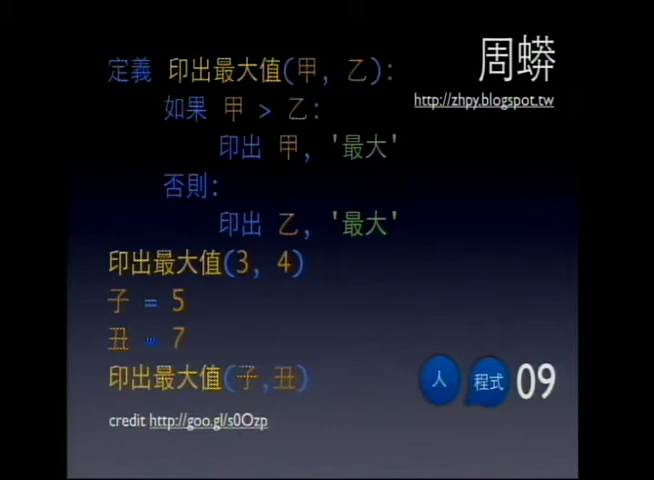 周蟒
http://zhpy.blogspot.tw
定義 印出最大值(甲, 乙):
如果 甲 > 乙:
印出 甲, '最大'
否則:
印出 乙, '最大'
印出最大值(3, 4)
子 = 5
丑 = 7
印出最大值(子,丑)
人 程式 09
credit http://goo.gl/s0Ozp